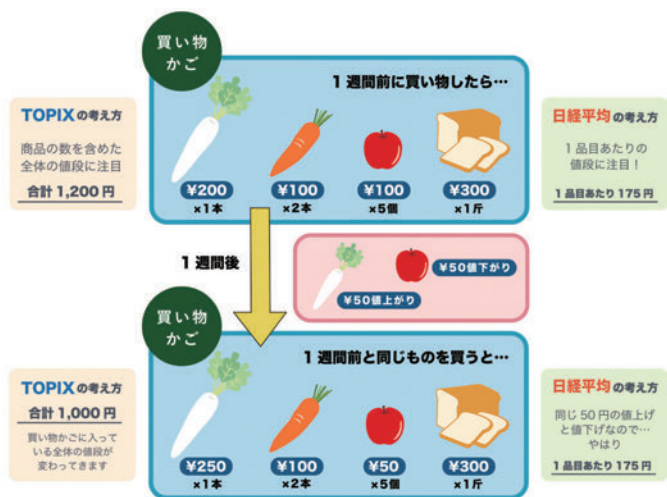 買い物
かご
1週間前に買い物したら…
TOPIXの考え方
商品の数を含めた
全体の値段に注目
合計1,200円
¥200
×1本
¥100
×2本
¥100
×5個
¥300
×1斤
日経平均の考え方
1品目あたりの
値段に注目！
1品目あたり175円
1週間後
¥50値上がり
¥50値下がり
買い物
かご
1週間前と同じものを買うと…
TOPIXの考え方
合計1,000円
買い物かごに入って
いる全体の値段が
変わってきます
¥250
×1本
¥100
×2本
¥50
×5個
¥300
×1斤
日経平均の考え方
同じ50円の値上げ
と値下げなので…
やはり
1品目あたり175円